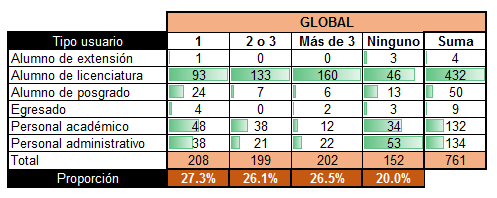 GLOBAL
Tipo usuario 1 2 o 3 Más de 3 Ninguno Suma
Alumno de extensión 1 0 0 3 4
Alumno de licenciatura 93 133 160 46 432
Alumno de posgrado 24 7 6 13 50
Egresado 4 0 2 3 9
Personal académico 48 38 12 34 132
Personal administrativo 38 21 22 53 134
Total 208 199 202 152 761
Proporción 27.3% 26.1% 26.5% 20.0%